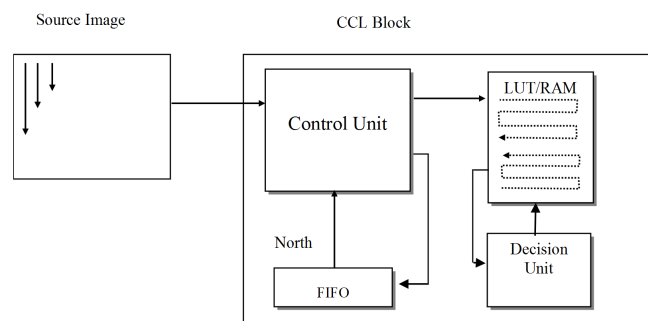 Source Image
CCL Block
LUT/RAM
Control Unit
North
Decision
Unit
FIFO